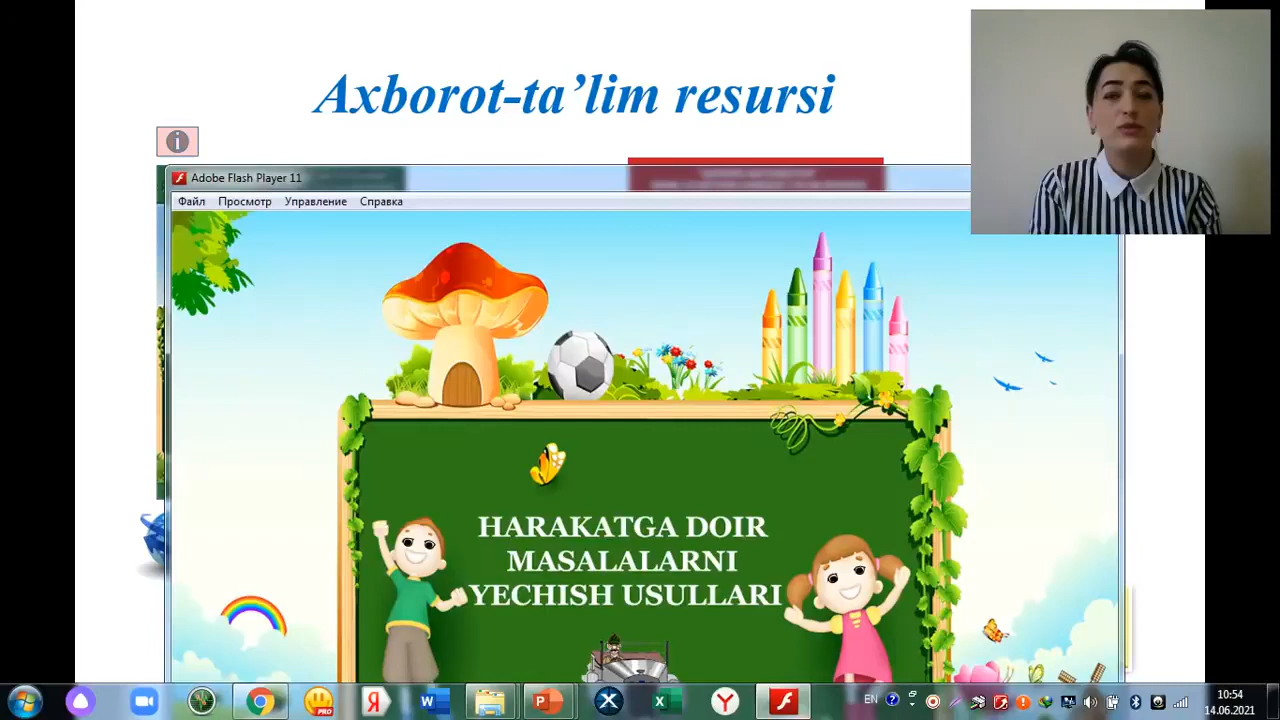 Axborot-ta’lim resursi
Adobe Flash Player 11
Файл Просмотр Управление Справка
HARAKATGA DOIR
MASALALARNI
YECHISH USULLARI
PRO
EN
10:54
14.06.2021